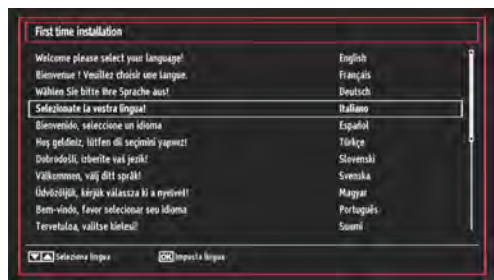 First time installation
Welcome please select your language! English
Bienvenue ! Veuillez choisir une langue. Français
Wählen Sie bitte Ihre Sprache aus! Deutsch
Selezionate la vostra lingua! Italiano
Bienvenido, seleccione un idioma Español
Hoş geldiniz, lütfen dil seçimini yapınız! Türkçe
Dobrodošli, izberite vaš jezik! Slovenski
Välkommen, välj ditt språk! Svenska
Üdvözöljük, kérjük válassza ki a nyelvet! Magyar
Bem-vindo, favor selecionar seu idioma Português
Tervetuloa, valitse kielesi? Suomi
Seleziona lingua OK Imposta lingua